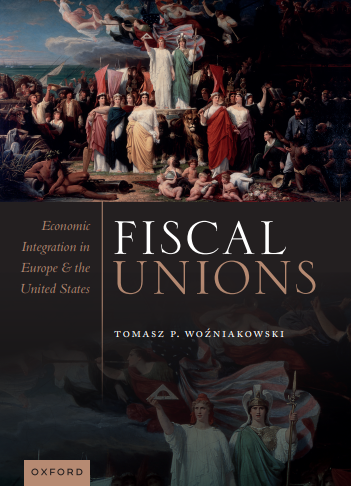 Economic
Integration in
Europe & the
United States
FISCAL
UNIONS
TOMASZ P. WOŹNIAKOWSKI
OXFORD